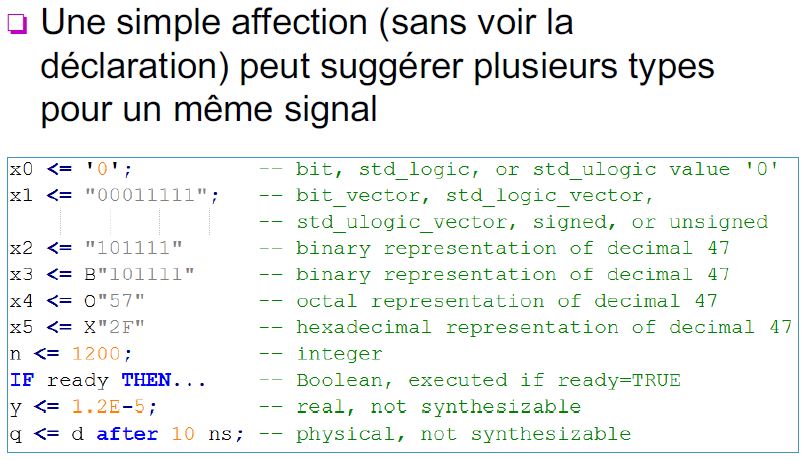 Une simple affection (sans voir la
déclaration) peut suggérer plusieurs types
pour un même signal
x0 <= '0'; -- bit, std_logic, or std_ulogic value '0'
x1 <= "00011111"; -- bit_vector, std_logic_vector,
-- std_ulogic_vector, signed, or unsigned
x2 <= "101111" -- binary representation of decimal 47
x3 <= B"101111" -- binary representation of decimal 47
x4 <= O"57" -- octal representation of decimal 47
x5 <= X"2F" -- hexadecimal representation of decimal 47
n <= 1200; -- integer
IF ready THEN... -- Boolean, executed if ready=TRUE
y <= 1.2E-5; -- real, not synthesizable
q <= d after 10 ns; -- physical, not synthesizable